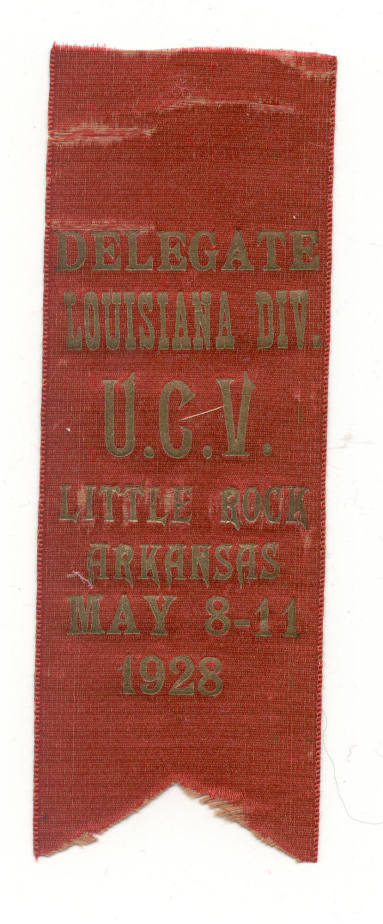 DELEGATE
LOUISIANA DIV.
U.C.V.
LITTLE ROCK
ARKANSAS
MAY 8-11
1928